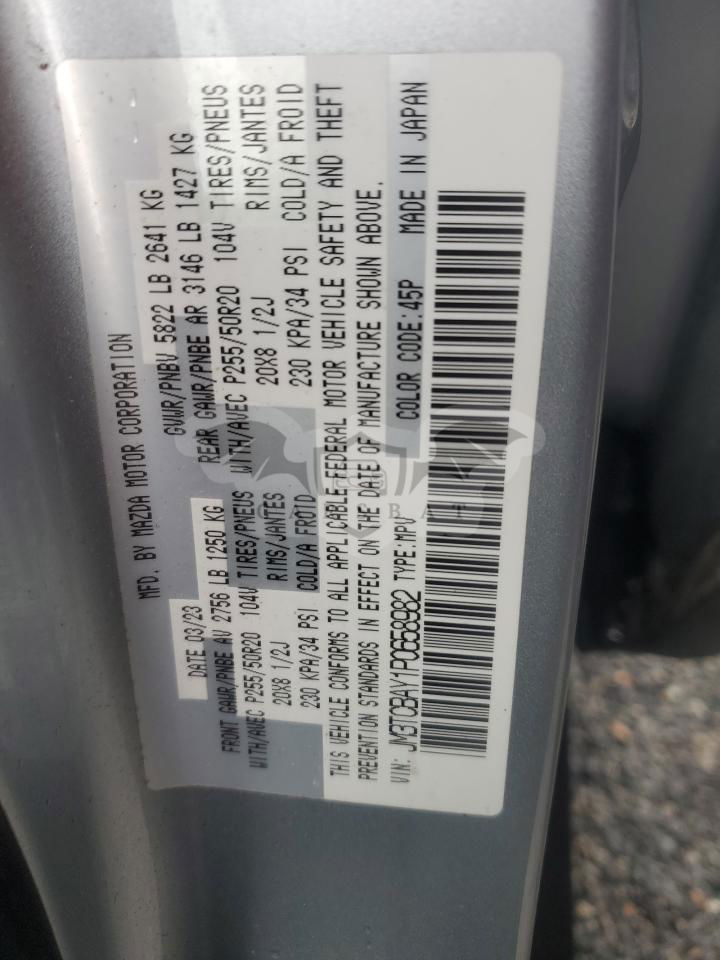 MFD. BY MAZDA MOTOR CORPORATION
DATE 03/23 GVWR/PNBV 5822 LB 2641 KG
FRONT GAWR/PNBE AV 2756 LB 1250 KG REAR GAWR/PNBE AR 3146 LB 1427 KG
WITH/AVEC P255/50R20 104V TIRES/PNEUS WITH/AVEC P255/50R20 104V TIRES/PNEUS
20X8 1/2J RIMS/JANTES 20X8 1/2J RIMS/JANTES
230 KPA/34 PSI COLD/A FROID 230 KPA/34 PSI COLD/A FROID
THIS VEHICLE CONFORMS TO ALL APPLICABLE FEDERAL MOTOR VEHICLE SAFETY AND THEFT
PREVENTION STANDARDS IN EFFECT ON THE DATE OF MANUFACTURE SHOWN ABOVE.
VIN: JM3TCBAY1P0658982 TYPE:MPV COLOR CODE:45P MADE IN JAPAN